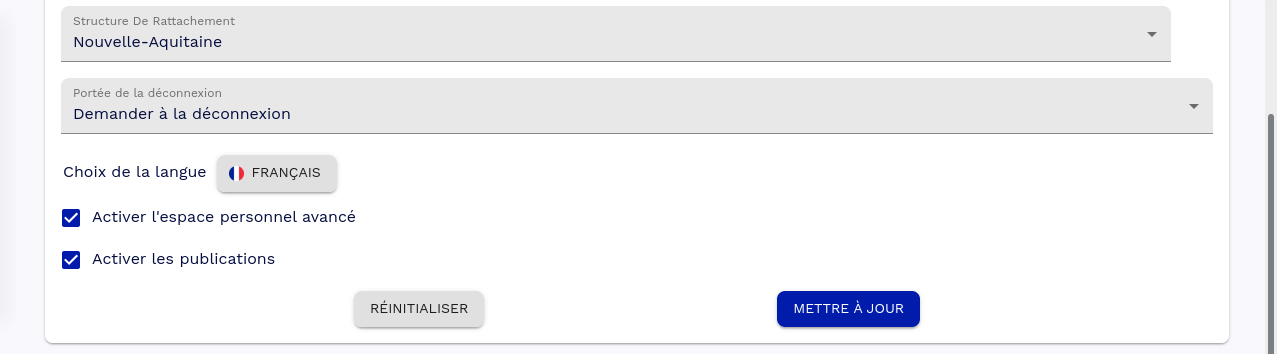 Structure De Rattachement
Nouvelle-Aquitaine
Portée de la déconnexion
Demander à la déconnexion
Choix de la langue FRANÇAIS
Activer l'espace personnel avancé
Activer les publications
RÉINITIALISER METTRE À JOUR